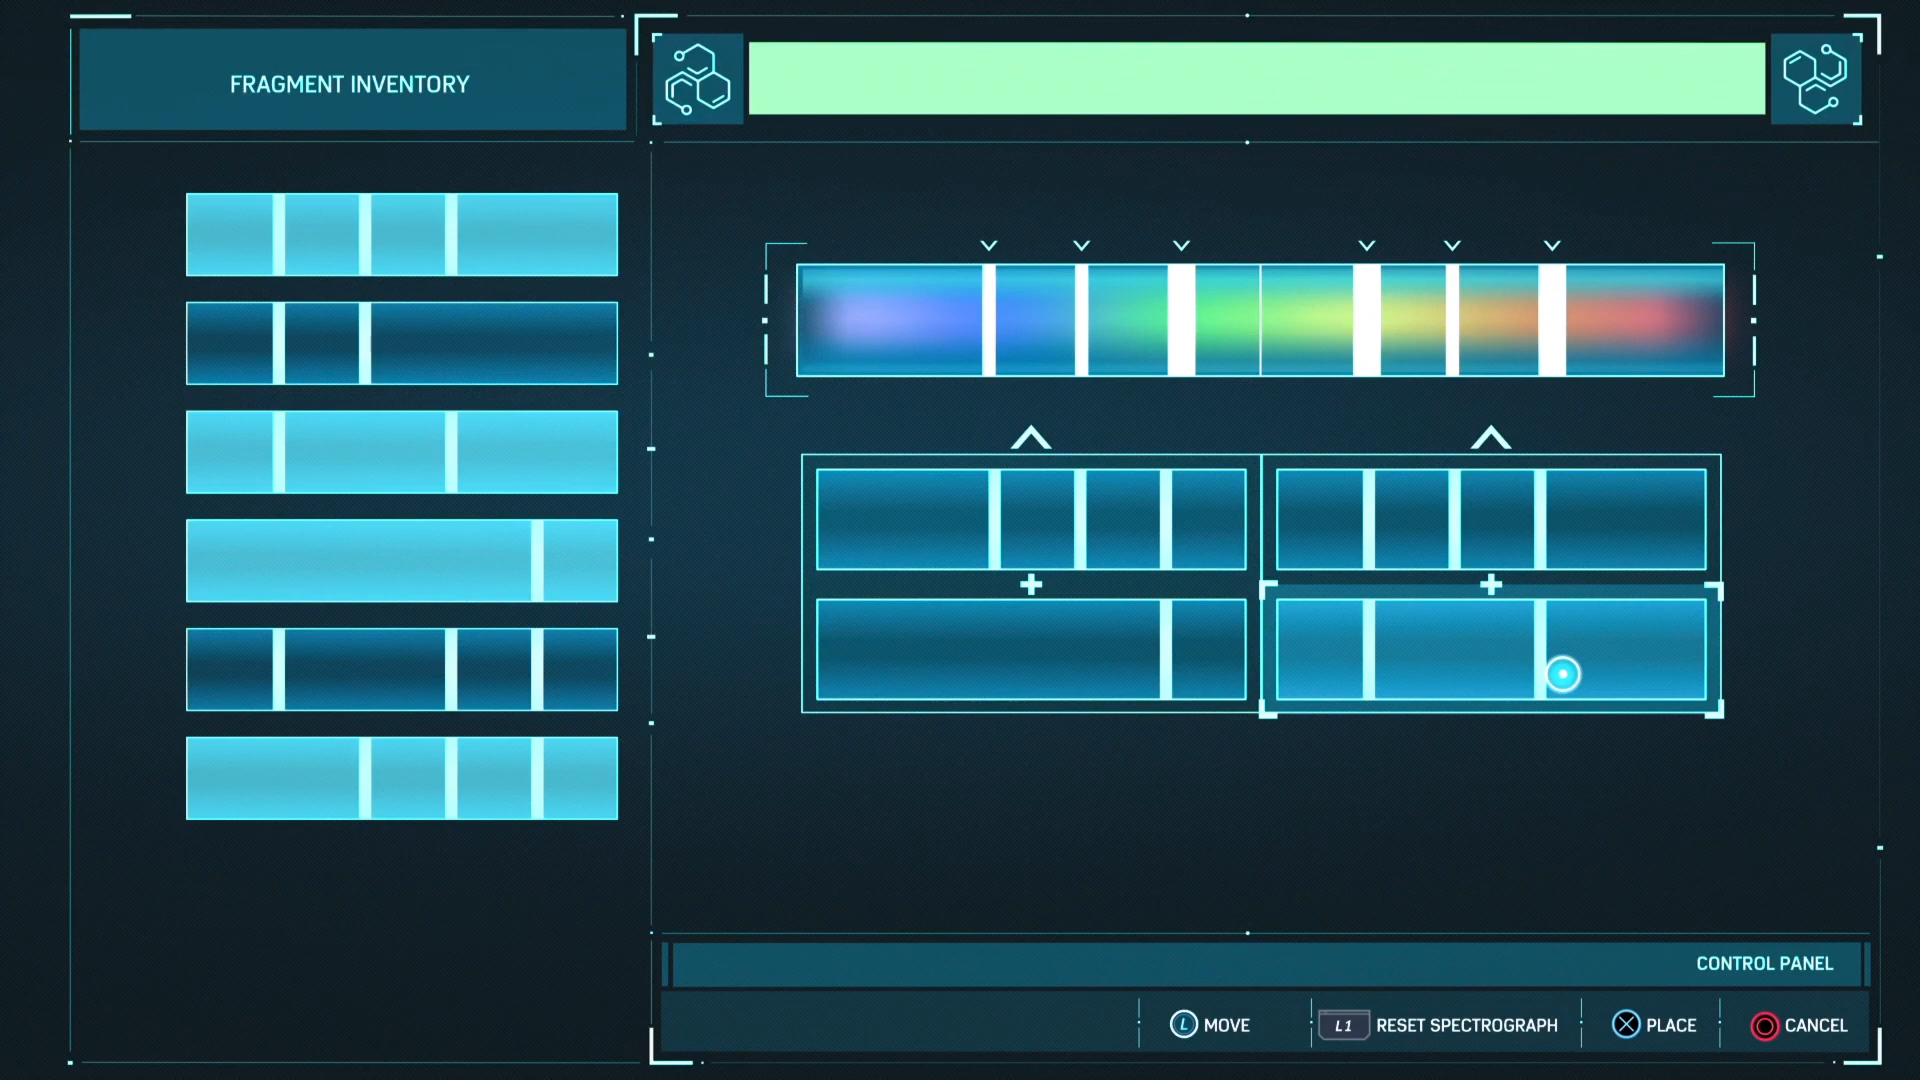 FRAGMENT INVENTORY
CONTROL PANEL
L MOVE
L1 RESET SPECTROGRAPH
PLACE
CANCEL